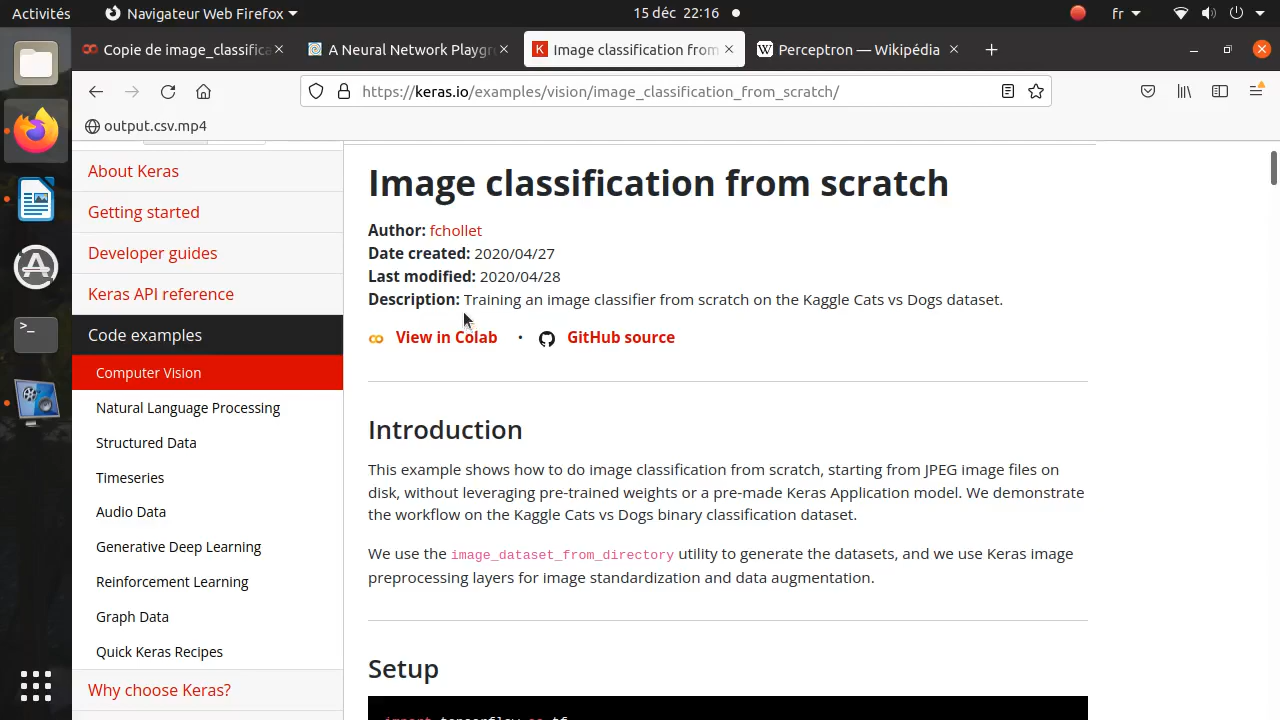 Activités
Navigateur Web Firefox
15 déc 22:16
fr
Copie de image_classifica
A Neural Network Playgr
Image classification from
Perceptron — Wikipédia
https://keras.io/examples/vision/image_classification_from_scratch/
output.csv.mp4
About Keras
Getting started
Developer guides
Keras API reference
Code examples
Computer Vision
Natural Language Processing
Structured Data
Timeseries
Audio Data
Generative Deep Learning
Reinforcement Learning
Graph Data
Quick Keras Recipes
Why choose Keras?
Image classification from scratch
Author: fchollet
Date created: 2020/04/27
Last modified: 2020/04/28
Description: Training an image classifier from scratch on the Kaggle Cats vs Dogs dataset.
View in Colab • GitHub source
Introduction
This example shows how to do image classification from scratch, starting from JPEG image files on
disk, without leveraging pre-trained weights or a pre-made Keras Application model. We demonstrate
the workflow on the Kaggle Cats vs Dogs binary classification dataset.
We use the image_dataset_from_directory utility to generate the datasets, and we use Keras image
preprocessing layers for image standardization and data augmentation.
Setup
import tensorflow as tf